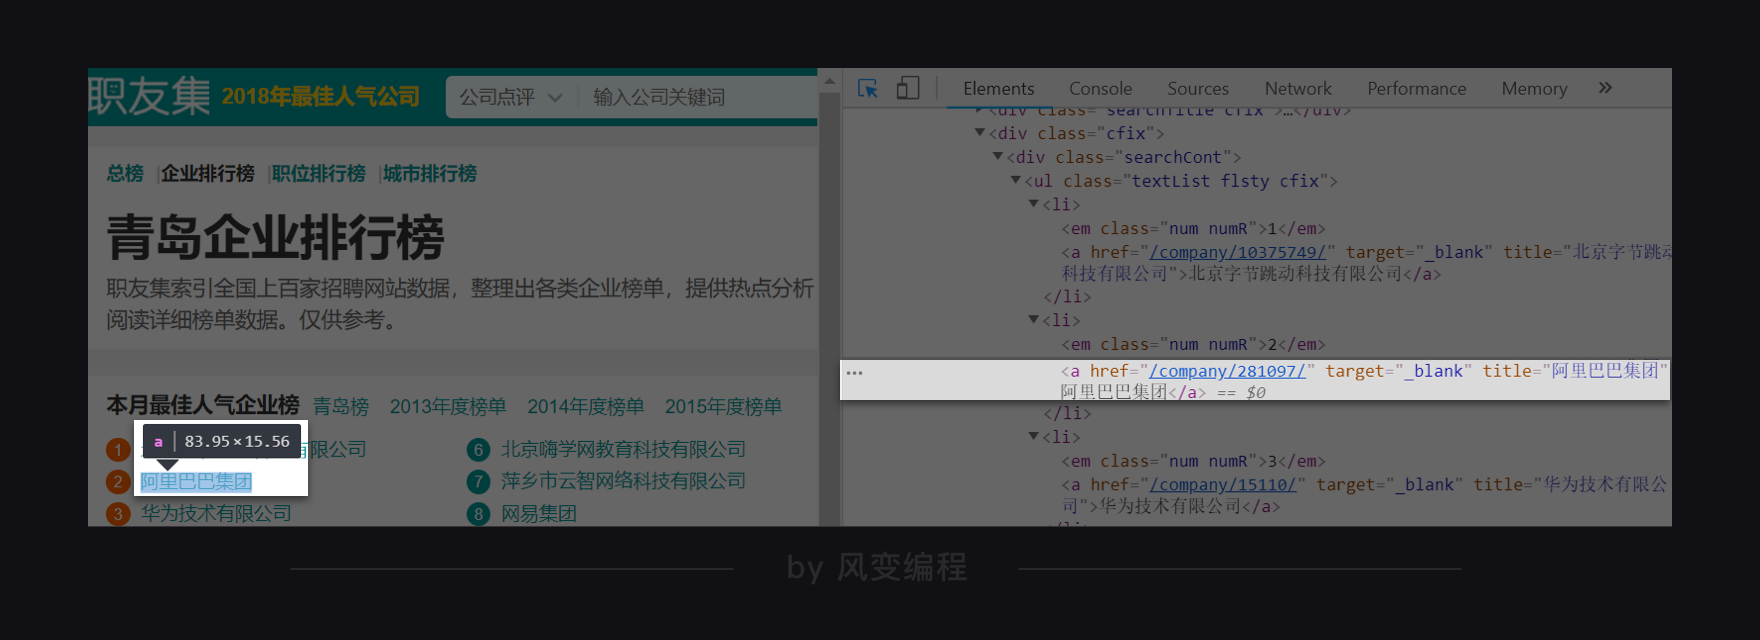 职友集 2018年最佳人气公司 公司点评 输入公司关键词
总榜 |企业排行榜 |职位排行榜 |城市排行榜
青岛企业排行榜
职友集索引全国上百家招聘网站数据，整理出各类企业榜单，提供热点分析
阅读详细榜单数据。仅供参考。
本月最佳人气企业榜 青岛榜 2013年度榜单 2014年度榜单 2015年度榜单
a | 83.95×15.56
1 有限公司
2 阿里巴巴集团
3 华为技术有限公司
6 北京嗨学网教育科技有限公司
7 萍乡市云智网络科技有限公司
8 网易集团
Elements Console Sources Network Performance Memory »
<div class="searchTitle cfix">…</div>
▼<div class="cfix">
▼<div class="searchCont">
▼<ul class="textList flsty cfix">
▼<li>
<em class="num numR">1</em>
<a href="/company/10375749/" target="_blank" title="北京字节跳动
科技有限公司">北京字节跳动科技有限公司</a>
</li>
▼<li>
<em class="num numR">2</em>
… <a href="/company/281097/" target="_blank" title="阿里巴巴集团"
阿里巴巴集团</a> == $0
</li>
▼<li>
<em class="num numR">3</em>
<a href="/company/15110/" target="_blank" title="华为技术有限公
司">华为技术有限公司</a>
</li>
by 风变编程